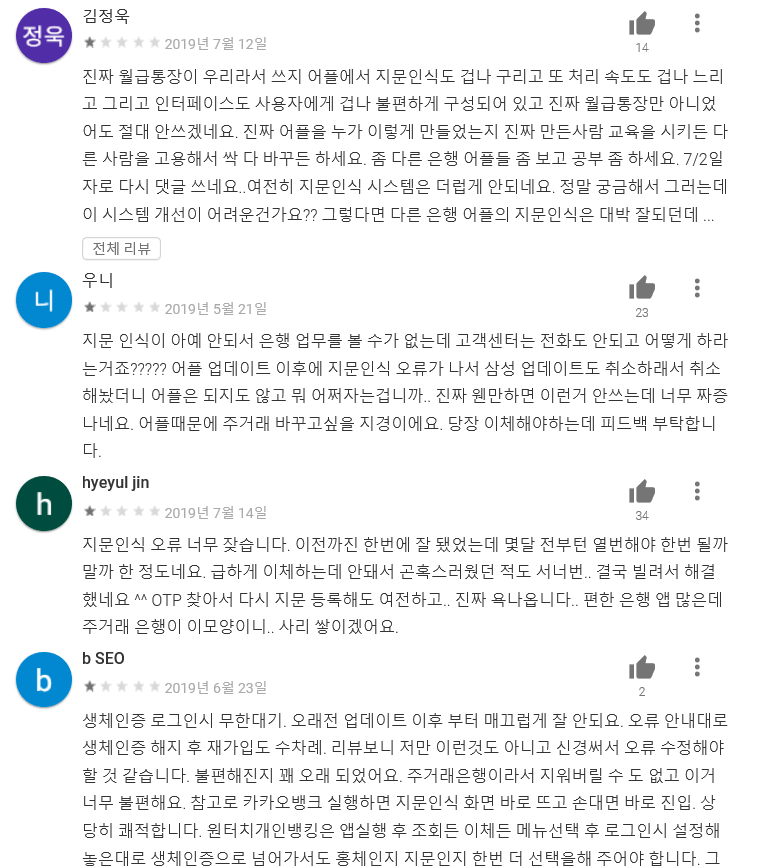 정욱
김정욱
2019년 7월 12일
14
진짜 월급통장이 우리라서 쓰지 어플에서 지문인식도 겁나 구리고 또 처리 속도도 겁나 느리
고 그리고 인터페이스도 사용자에게 겁나 불편하게 구성되어 있고 진짜 월급통장만 아니었
어도 절대 안쓰겠네요. 진짜 어플을 누가 이렇게 만들었는지 진짜 만든사람 교육을 시키든 다
른 사람을 고용해서 싹 다 바꾸든 하세요. 좀 다른 은행 어플들 좀 보고 공부 좀 하세요. 7/2일
자로 다시 댓글 쓰네요..여전히 지문인식 시스템은 더럽게 안되네요. 정말 궁금해서 그러는데
이 시스템 개선이 어려운건가요?? 그렇다면 다른 은행 어플의 지문인식은 대박 잘되던데 ...
전체 리뷰
니
우니
2019년 5월 21일
23
지문 인식이 아예 안되서 은행 업무를 볼 수가 없는데 고객센터는 전화도 안되고 어떻게 하라
는거죠????? 어플 업데이트 이후에 지문인식 오류가 나서 삼성 업데이트도 취소하래서 취소
해놨더니 어플은 되지도 않고 뭐 어쩌자는겁니까.. 진짜 웬만하면 이런거 안쓰는데 너무 짜증
나네요. 어플때문에 주거래 바꾸고싶을 지경이에요. 당장 이체해야하는데 피드백 부탁합니
다.
h
hyeyul jin
2019년 7월 14일
34
지문인식 오류 너무 잦습니다. 이전까진 한번에 잘 됐었는데 몇달 전부턴 열번해야 한번 될까
말까 한 정도네요. 급하게 이체하는데 안돼서 곤혹스러웠던 적도 서너번.. 결국 빌려서 해결
했네요 ^^ OTP 찾아서 다시 지문 등록해도 여전하고.. 진짜 욕나옵니다.. 편한 은행 앱 많은데
주거래 은행이 이모양이니.. 사리 쌓이겠어요.
b
b SEO
2019년 6월 23일
2
생체인증 로그인시 무한대기. 오래전 업데이트 이후 부터 매끄럽게 잘 안되요. 오류 안내대로
생체인증 해지 후 재가입도 수차례. 리뷰보니 저만 이런것도 아니고 신경써서 오류 수정해야
할 것 같습니다. 불편해진지 꽤 오래 되었어요. 주거래은행이라서 지워버릴 수 도 없고 이거
너무 불편해요. 참고로 카카오뱅크 실행하면 지문인식 화면 바로 뜨고 손대면 바로 진입. 상
당히 쾌적합니다. 원터치개인뱅킹은 앱실행 후 조회든 이체든 메뉴선택 후 로그인시 설정해
놓은대로 생체인증으로 넘어가서도 홍체인지 지문인지 한번 더 선택을해 주어야 합니다. 그